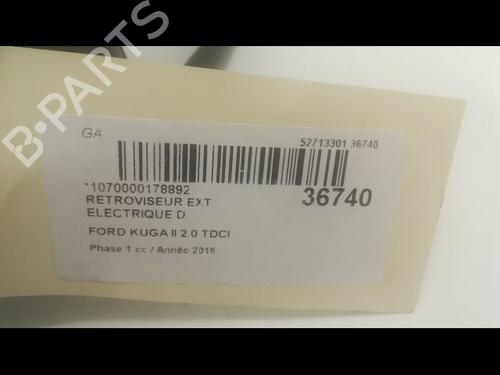 B-PARTS
GA
52713301 36740
*1070000178892
36740
RETROVISEUR EXT
ELECTRIQUE D
FORD KUGA II 2.0 TDCI
Phase 1 cc / Année 2016